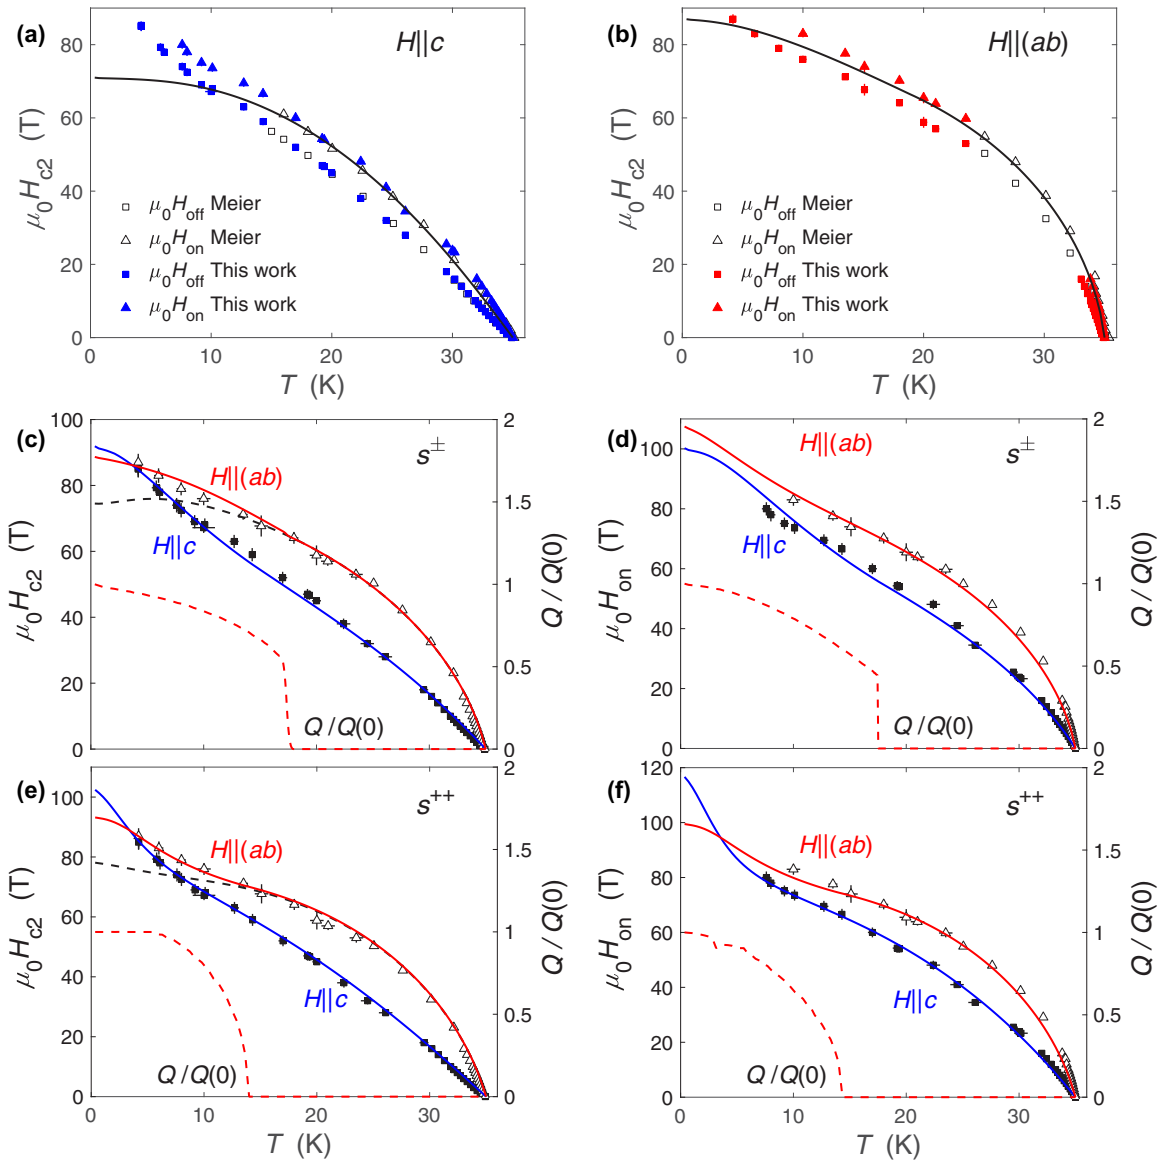 (a)
H||c
μ0Hc2 (T)
80
60
40
20
0
μ0Hoff Meier
μ0Hon Meier
μ0Hoff This work
μ0Hon This work
0 10 20 30
T (K)
(b)
H||(ab)
μ0Hc2 (T)
80
60
40
20
0
μ0Hoff Meier
μ0Hon Meier
μ0Hoff This work
μ0Hon This work
0 10 20 30
T (K)
(c)
s±
H||(ab)
H||c
Q/Q(0)
μ0Hc2 (T)
100
80
60
40
20
0
2
1.5
1
0.5
0
Q/Q(0)
(d)
s±
H||(ab)
H||c
Q/Q(0)
μ0Hon (T)
100
80
60
40
20
0
2
1.5
1
0.5
0
Q/Q(0)
(e)
s++
H||(ab)
H||c
Q/Q(0)
μ0Hc2 (T)
100
80
60
40
20
0
2
1.5
1
0.5
0
Q/Q(0)
0 10 20 30
T (K)
(f)
s++
H||(ab)
H||c
Q/Q(0)
μ0Hon (T)
120
100
80
60
40
20
0
2
1.5
1
0.5
0
Q/Q(0)
0 10 20 30
T (K)